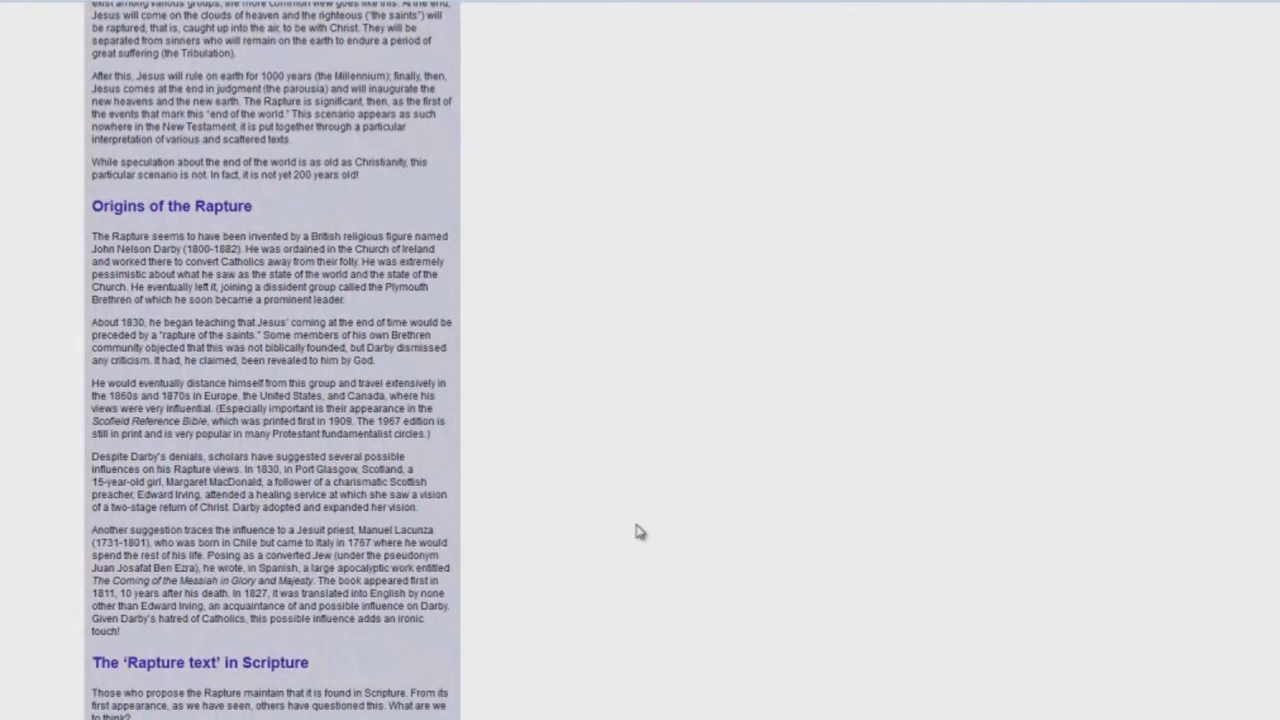 exist among various groups, the more common view goes like this. At the end,
Jesus will come on the clouds of heaven and the righteous ("the saints") will
be raptured, that is, caught up into the air, to be with Christ. They will be
separated from sinners who will remain on the earth to endure a period of
great suffering (the Tribulation).
After this, Jesus will rule on earth for 1000 years (the Millennium); finally, then,
Jesus comes at the end in judgment (the parousia) and will inaugurate the
new heavens and the new earth. The Rapture is significant, then, as the first of
the events that mark this "end of the world." This scenario appears as such
nowhere in the New Testament, it is put together through a particular
interpretation of various and scattered texts.
While speculation about the end of the world is as old as Christianity, this
particular scenario is not. In fact, it is not yet 200 years old!
Origins of the Rapture
The Rapture seems to have been invented by a British religious figure named
John Nelson Darby (1800-1882). He was ordained in the Church of Ireland
and worked there to convert Catholics away from their folly. He was extremely
pessimistic about what he saw as the state of the world and the state of the
Church. He eventually left it, joining a dissident group called the Plymouth
Brethren of which he soon became a prominent leader.
About 1830, he began teaching that Jesus' coming at the end of time would be
preceded by a "rapture of the saints." Some members of his own Brethren
community objected that this was not biblically founded, but Darby dismissed
any criticism. It had, he claimed, been revealed to him by God.
He would eventually distance himself from this group and travel extensively in
the 1860s and 1870s in Europe, the United States, and Canada, where his
views were very influential. (Especially important is their appearance in the
Scofield Reference Bible, which was printed first in 1909. The 1967 edition is
still in print and is very popular in many Protestant fundamentalist circles.)
Despite Darby's denials, scholars have suggested several possible
influences on his Rapture views. In 1830, in Port Glasgow, Scotland, a
15-year-old girl, Margaret MacDonald, a follower of a charismatic Scottish
preacher, Edward Irving, attended a healing service at which she saw a vision
of a two-stage return of Christ. Darby adopted and expanded her vision.
Another suggestion traces the influence to a Jesuit priest, Manuel Lacunza
(1731-1801), who was born in Chile but came to Italy in 1767 where he would
spend the rest of his life. Posing as a converted Jew (under the pseudonym
Juan Josafat Ben Ezra), he wrote, in Spanish, a large apocalyptic work entitled
The Coming of the Messiah in Glory and Majesty. The book appeared first in
1811, 10 years after his death. In 1827, it was translated into English by none
other than Edward Irving, an acquaintance of and possible influence on Darby.
Given Darby's hatred of Catholics, this possible influence adds an ironic
touch!
The 'Rapture text' in Scripture
Those who propose the Rapture maintain that it is found in Scripture. From its
first appearance, as we have seen, others have questioned this. What are we
to think?